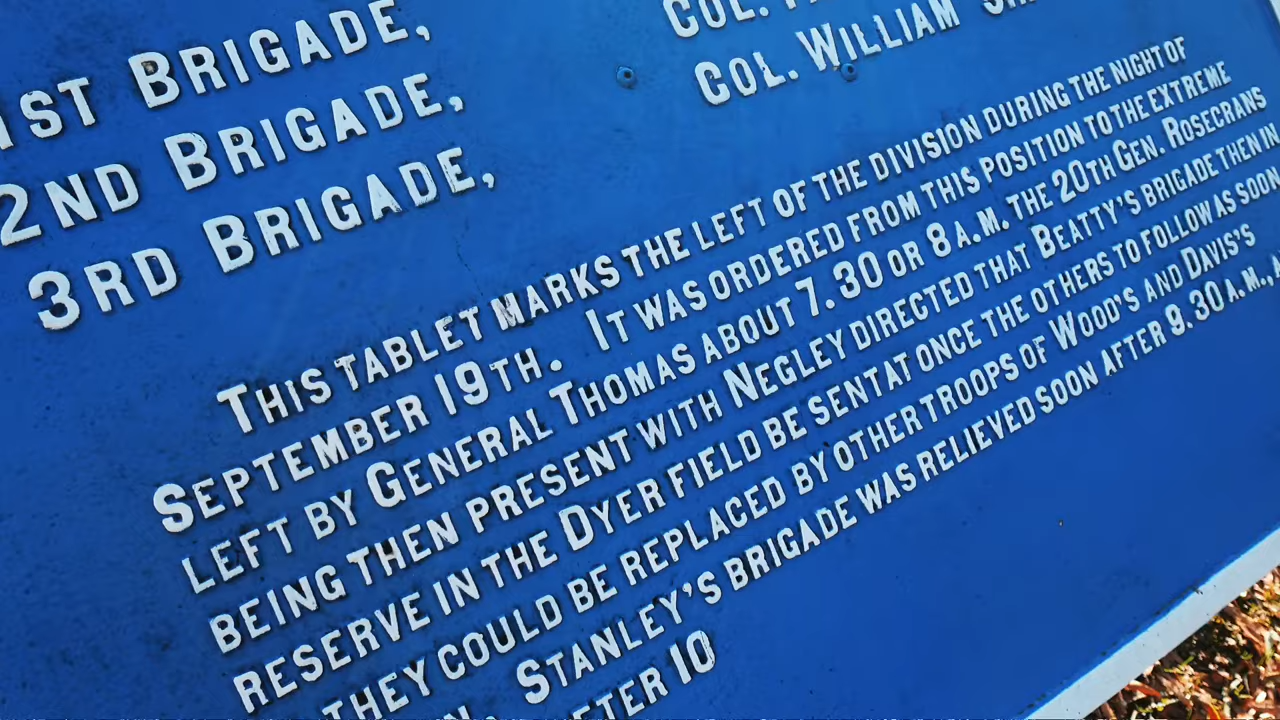 1ST BRIGADE,
2ND BRIGADE,
3RD BRIGADE,
COL.
COL. WILLIAM
THIS TABLET MARKS THE LEFT OF THE DIVISION DURING THE NIGHT OF
SEPTEMBER 19TH. IT WAS ORDERED FROM THIS POSITION TO THE EXTREME
LEFT BY GENERAL THOMAS ABOUT 7.30 OR 8 A.M. THE 20TH GEN. ROSECRANS
BEING THEN PRESENT WITH NEGLEY DIRECTED THAT BEATTY'S BRIGADE THEN IN
RESERVE IN THE DYER FIELD BE SENT AT ONCE THE OTHERS TO FOLLOW AS SOON
THEY COULD BE REPLACED BY OTHER TROOPS OF WOOD'S AND DAVIS'S
STANLEY'S BRIGADE WAS RELIEVED SOON AFTER 9.30 A.M.,
10